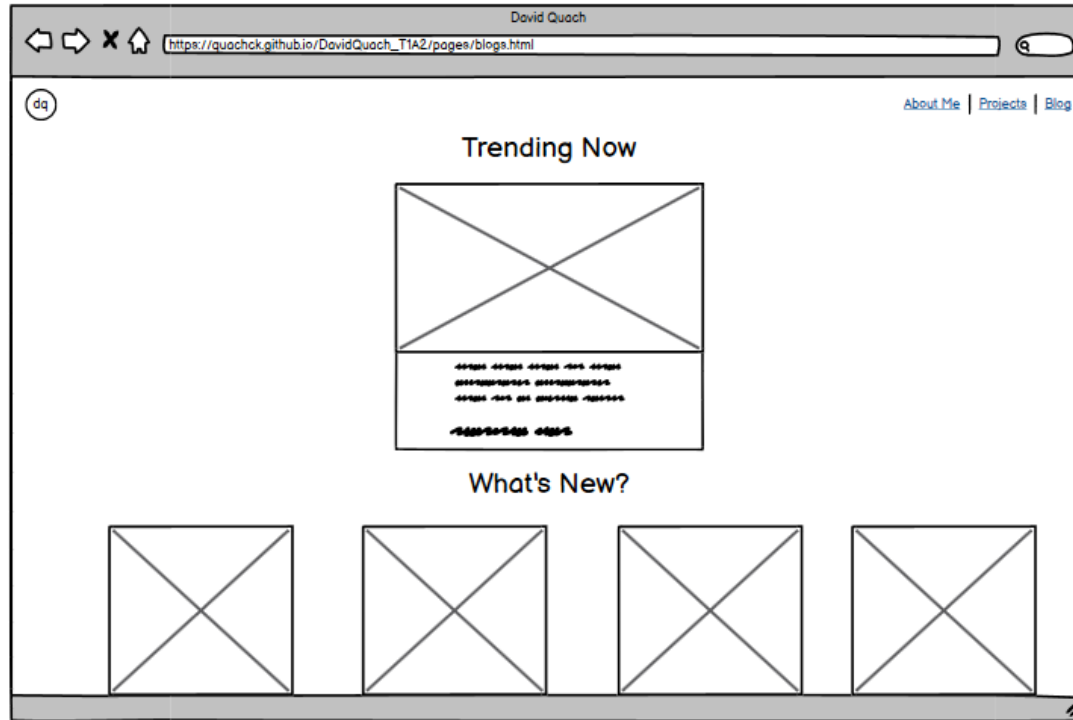 David Quach
https://quachck.github.io/DavidQuach_T1A2/pages/blogs.html
dq
About Me | Projects | Blog
Trending Now
What's New?